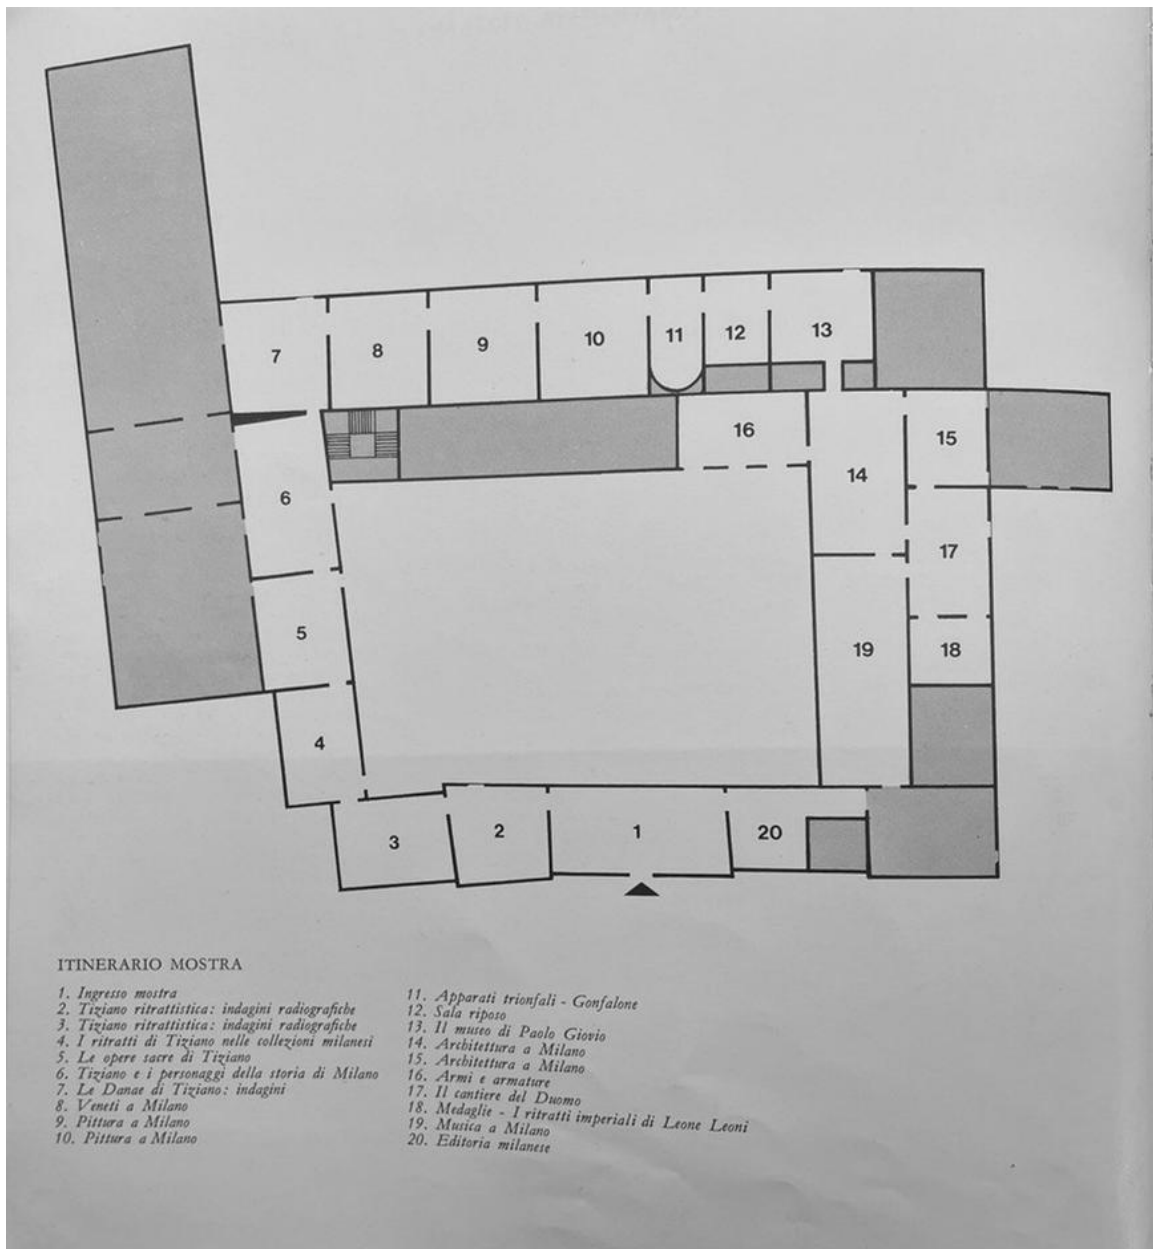 7
8
9
10
11
12
13
6
16
14
15
17
5
19
18
4
3
2
1
20
ITINERARIO MOSTRA
1. Ingresso mostra
2. Tiziano ritrattistica: indagini radiografiche
3. Tiziano ritrattistica: indagini radiografiche
4. I ritratti di Tiziano nelle collezioni milanesi
5. Le opere sacre di Tiziano
6. Tiziano e i personaggi della storia di Milano
7. Le Danae di Tiziano: indagini
8. Veneti a Milano
9. Pittura a Milano
10. Pittura a Milano
11. Apparati trionfali - Gonfalone
12. Sala riposo
13. Il museo di Paolo Giovio
14. Architettura a Milano
15. Architettura a Milano
16. Armi e armature
17. Il cantiere del Duomo
18. Medaglie - I ritratti imperiali di Leone Leoni
19. Musica a Milano
20. Editoria milanese